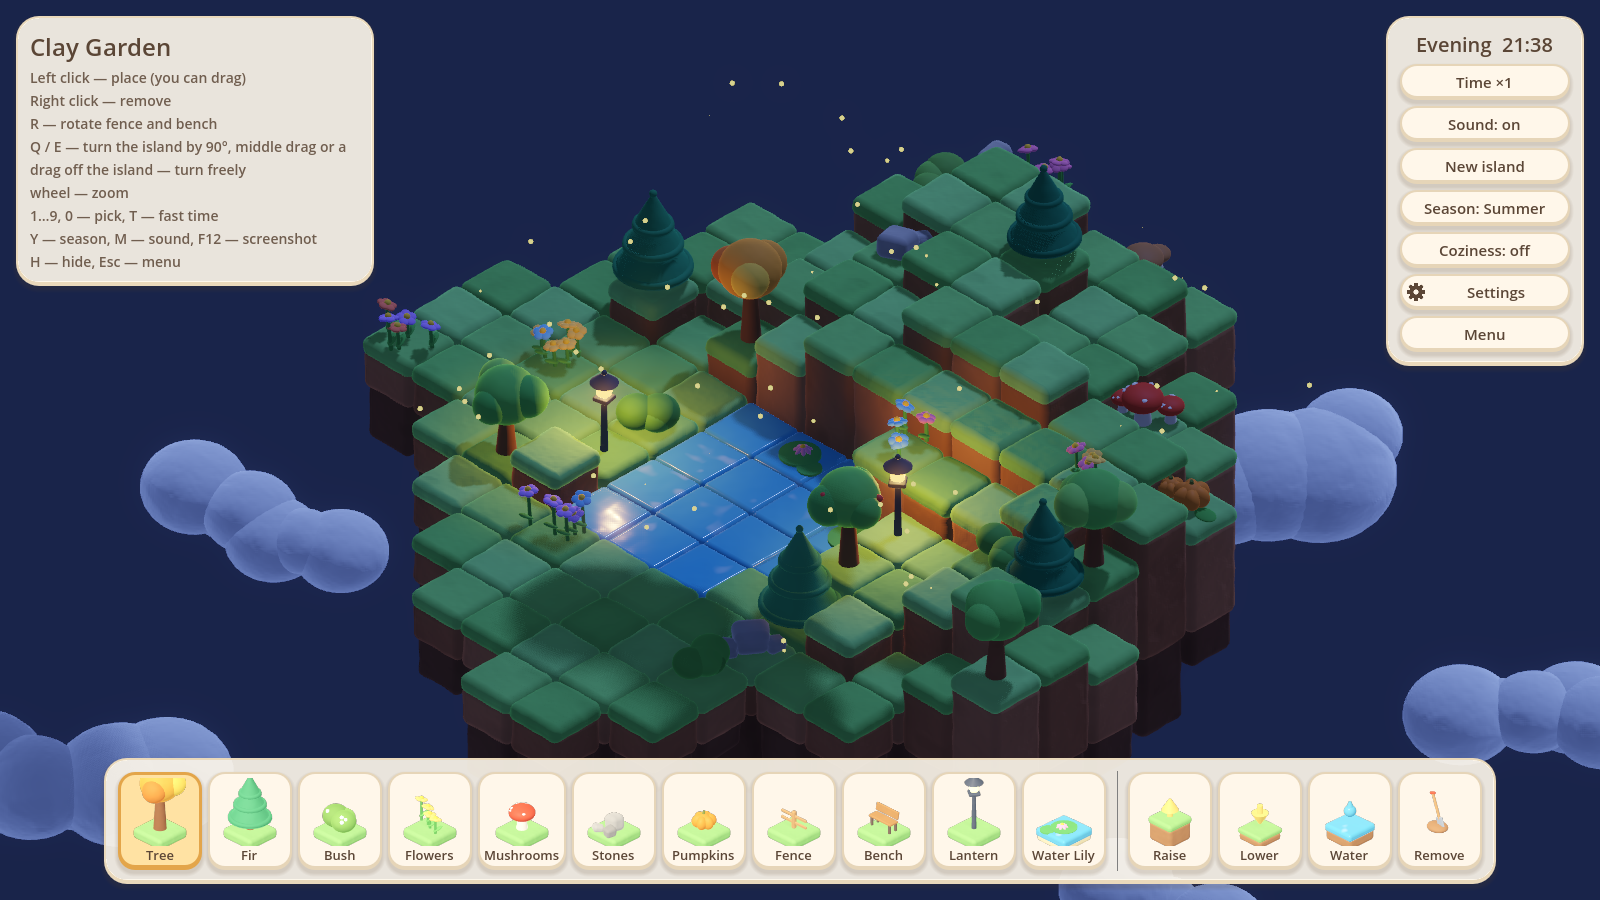 Clay Garden
Left click — place (you can drag)
Right click — remove
R — rotate fence and bench
Q / E — turn the island by 90°, middle drag or a
drag off the island — turn freely
wheel — zoom
1...9, 0 — pick, T — fast time
Y — season, M — sound, F12 — screenshot
H — hide, Esc — menu
Evening 21:38
Time ×1
Sound: on
New island
Season: Summer
Coziness: off
Settings
Menu
Tree
Fir
Bush
Flowers
Mushrooms
Stones
Pumpkins
Fence
Bench
Lantern
Water Lily
Raise
Lower
Water
Remove